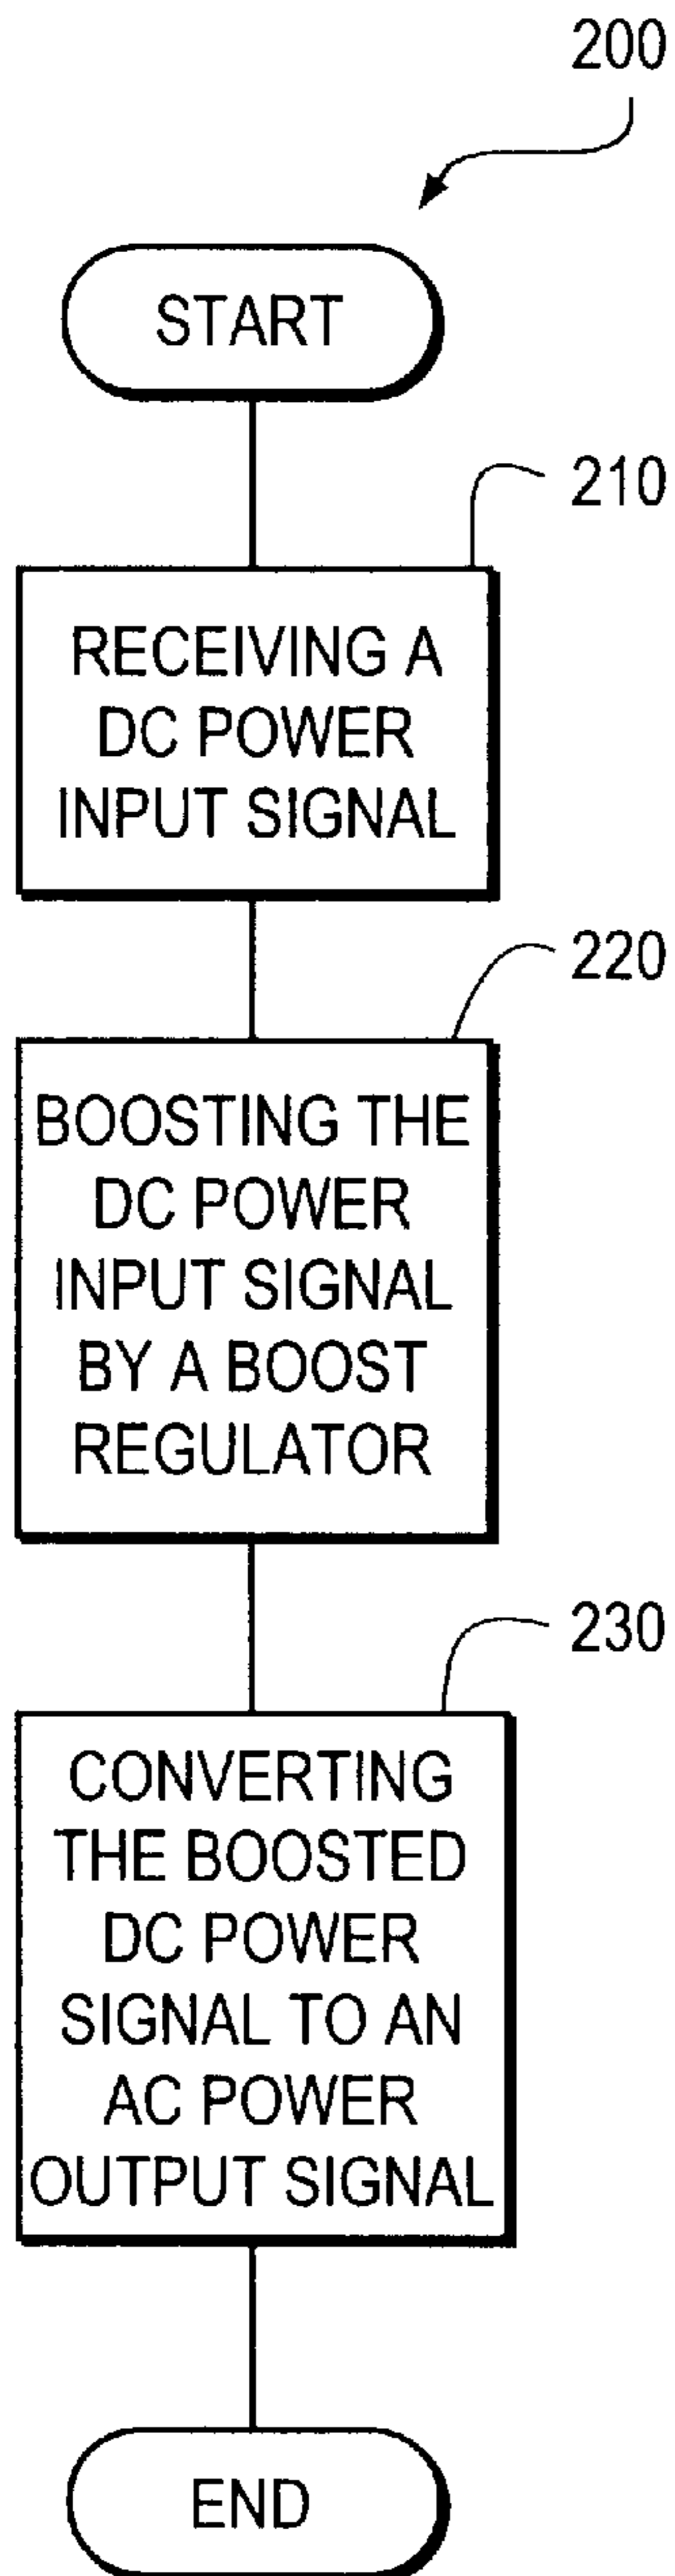 200
START
210
RECEIVING A
DC POWER
INPUT SIGNAL
220
BOOSTING THE
DC POWER
INPUT SIGNAL
BY A BOOST
REGULATOR
230
CONVERTING
THE BOOSTED
DC POWER
SIGNAL TO AN
AC POWER
OUTPUT SIGNAL
END